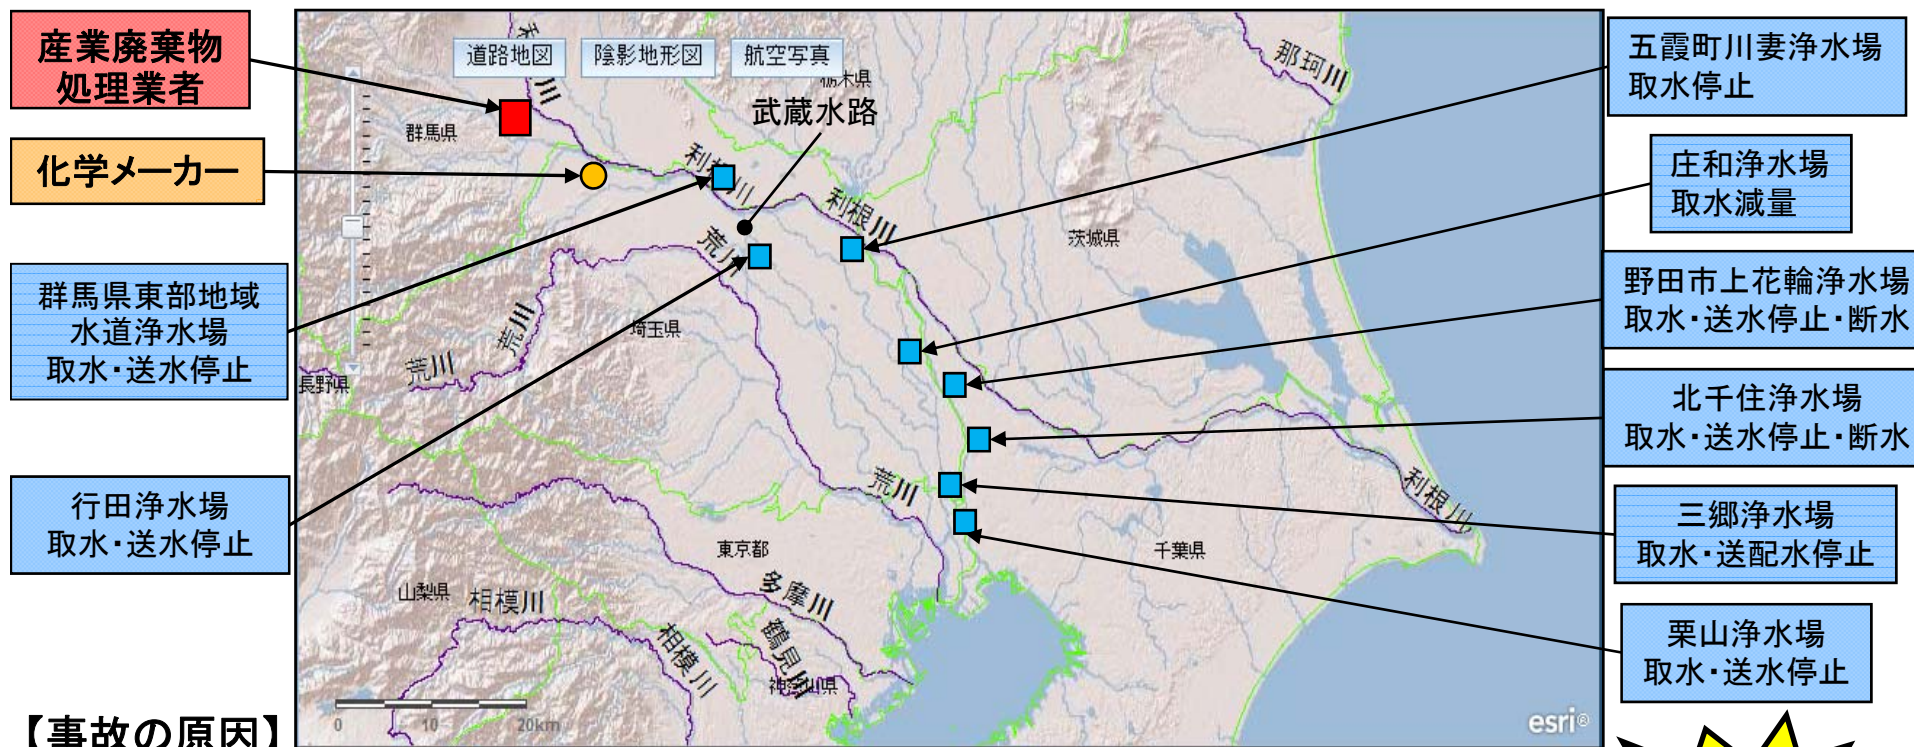 産業廃棄物
処理業者
化学メーカー
群馬県東部地域
水道浄水場
取水・送水停止
行田浄水場
取水・送水停止
【事故の原因】
道路地図
陰影地形図
航空写真
栃木県
武蔵水路
群馬県
利根川
利根川
利根川
那珂川
荒川
茨城県
埼玉県
荒川
荒川
長野県
荒川
利根川
東京都
千葉県
山梨県
相模川
多摩川
相模川
鶴見川
神奈川県
0 10 20km
esri®
五霞町川妻浄水場
取水停止
庄和浄水場
取水減量
野田市上花輪浄水場
取水・送水停止・断水
北千住浄水場
取水・送水停止・断水
三郷浄水場
取水・送配水停止
栗山浄水場
取水・送水停止